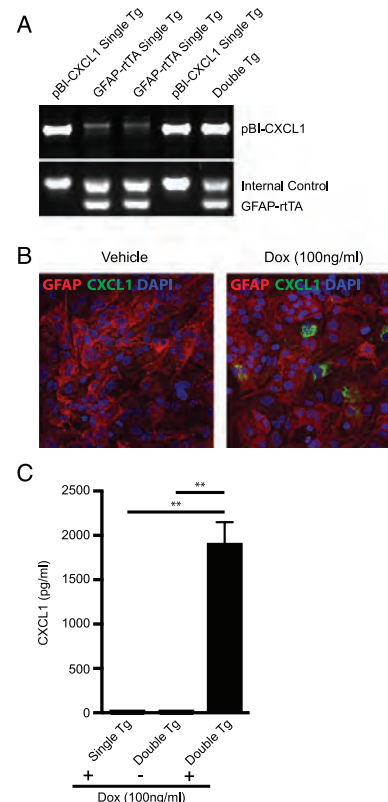 A
pBI-CXCL1 Single Tg
GFAP-rtTA Single Tg
GFAP-rtTA Single Tg
pBI-CXCL1 Single Tg
Double Tg
pBI-CXCL1
Internal Control
GFAP-rtTA
B
Vehicle
Dox (100ng/ml)
GFAP CXCL1 DAPI
GFAP CXCL1 DAPI
C
**
**
2500
2000
1500
1000
500
0
CXCL1 (pg/ml)
Single Tg
Double Tg
Double Tg
+ - +
Dox (100ng/ml)